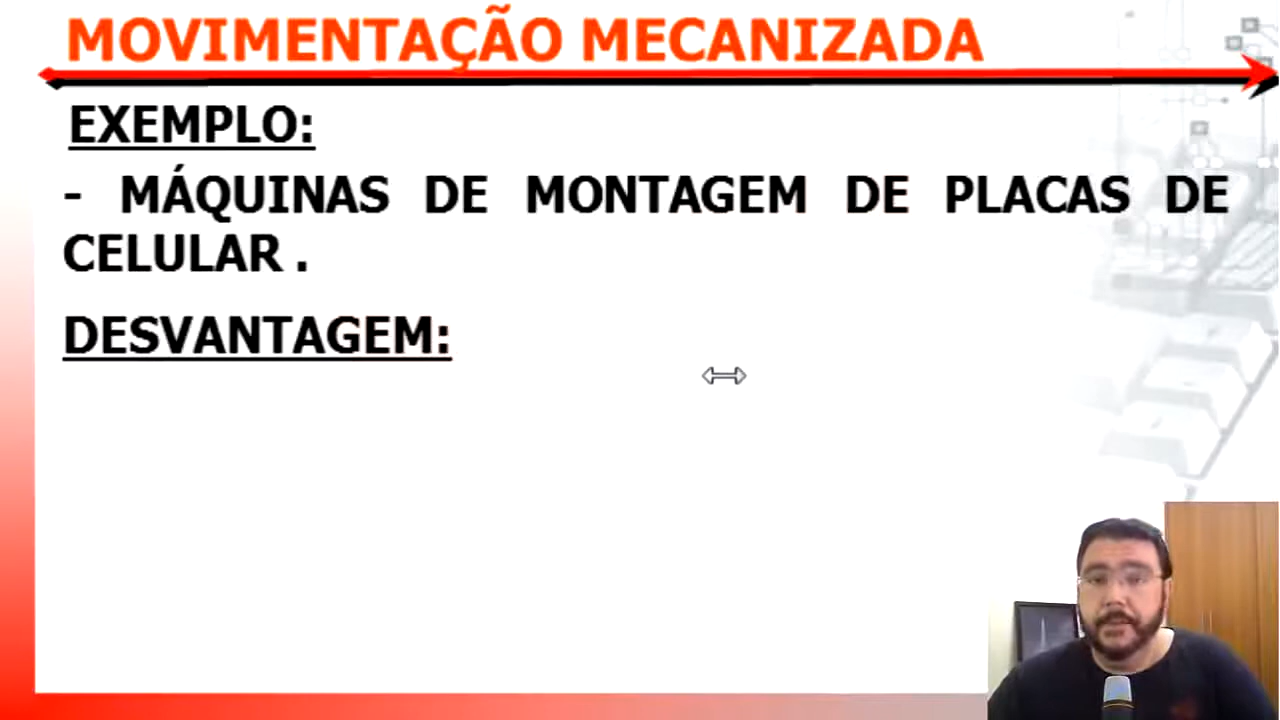 MOVIMENTAÇÃO MECANIZADA
EXEMPLO:
- MÁQUINAS DE MONTAGEM DE PLACAS DE
CELULAR .
DESVANTAGEM: